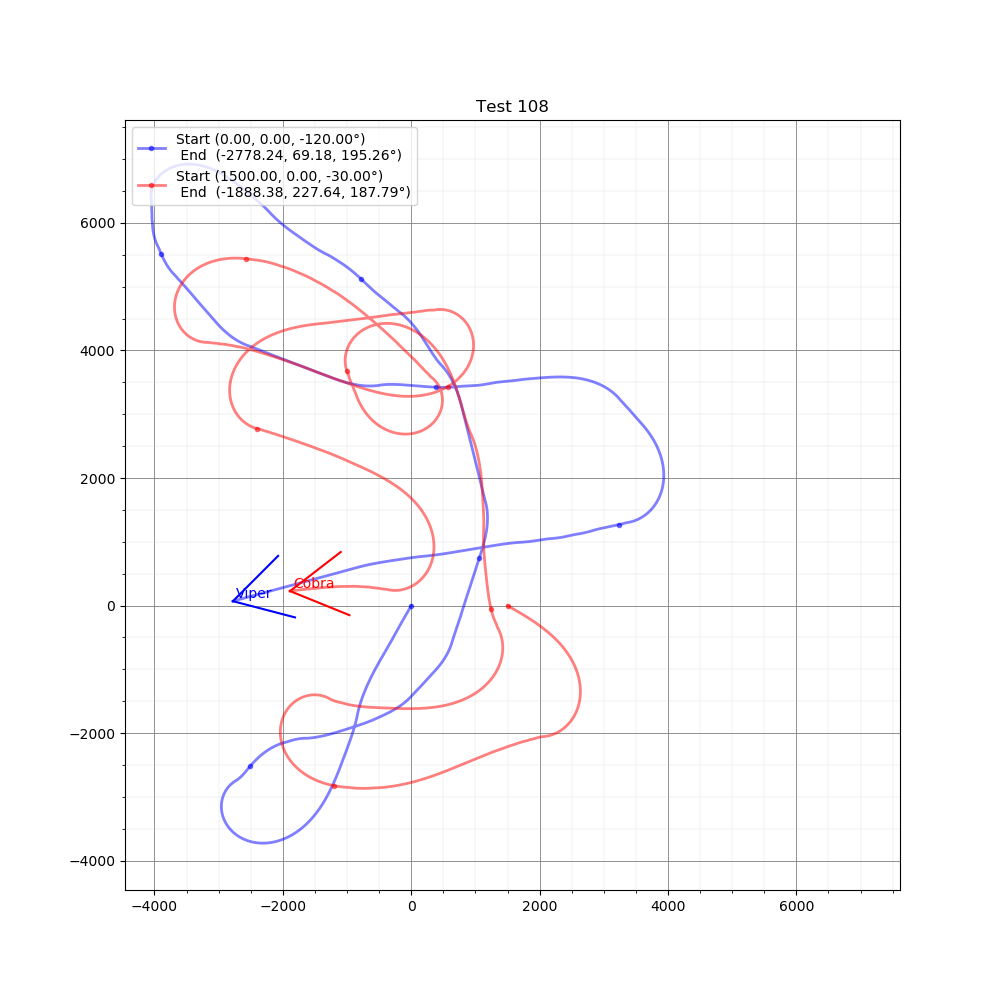 Test 108
Start (0.00, 0.00, -120.00°)
End (-2778.24, 69.18, 195.26°)
Start (1500.00, 0.00, -30.00°)
End (-1888.38, 227.64, 187.79°)
6000
4000
2000
0
−2000
−4000
Viper
Cobra
−4000 −2000 0 2000 4000 6000